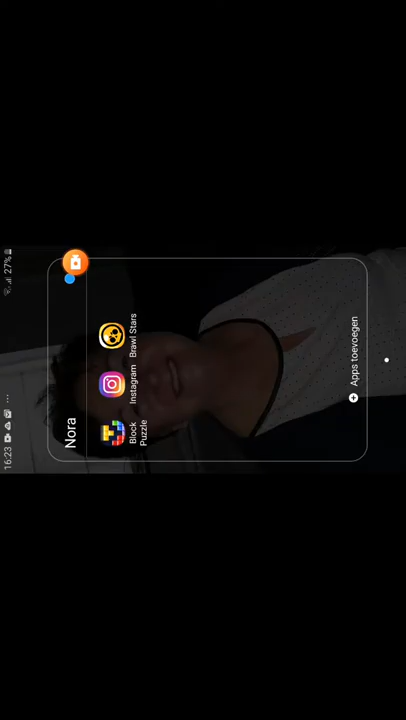 16:23
27%
Nora
Block
Puzzle
Instagram
Brawl Stars
Apps toevoegen